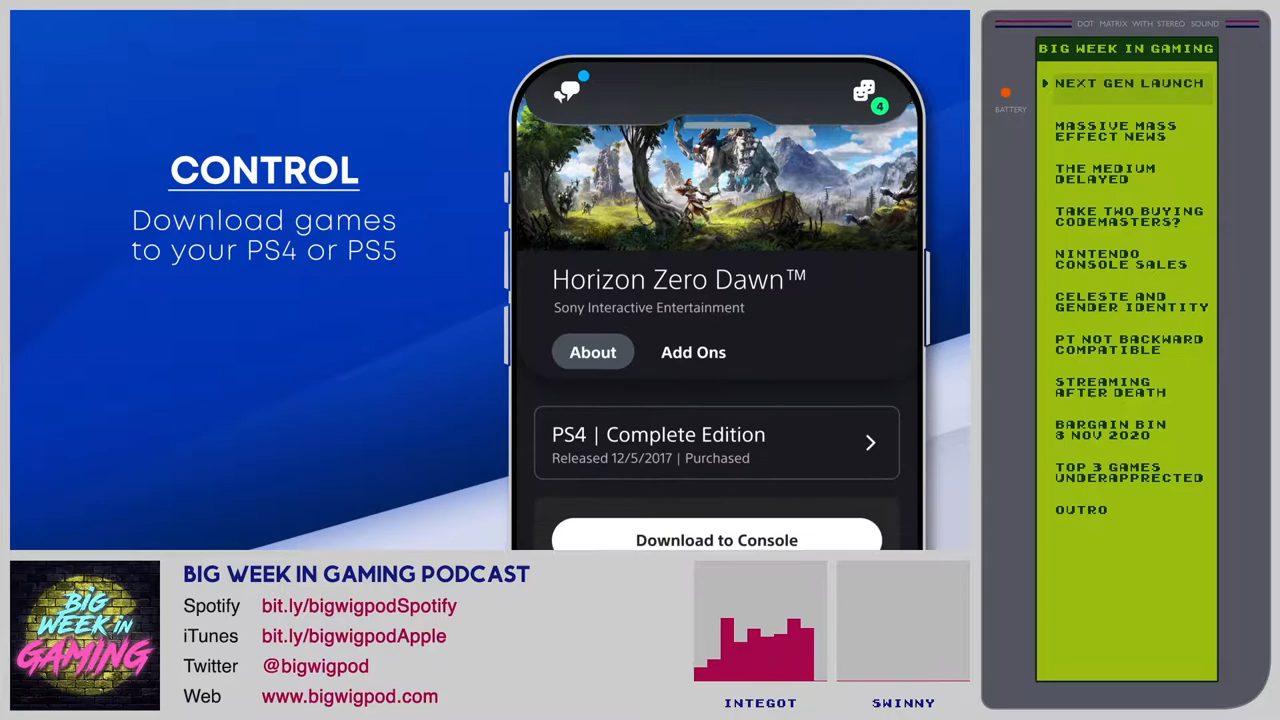 CONTROL
Download games
to your PS4 or PS5
4
Horizon Zero Dawn™
Sony Interactive Entertainment
About
Add Ons
PS4 | Complete Edition
Released 12/5/2017 | Purchased
Download to Console
BIG
WEEK IN
GAMING
BIG WEEK IN GAMING PODCAST
Spotify bit.ly/bigwigpodSpotify
iTunes bit.ly/bigwigpodApple
Twitter @bigwigpod
Web www.bigwigpod.com
INTEGOT
SWINNY
DOT MATRIX WITH STEREO SOUND
BATTERY
BIG WEEK IN GAMING
NEXT GEN LAUNCH
MASSIVE MASS
EFFECT NEWS
THE MEDIUM
DELAYED
TAKE TWO BUYING
CODEMASTERS?
NINTENDO
CONSOLE SALES
CELESTE AND
GENDER IDENTITY
PT NOT BACKWARD
COMPATIBLE
STREAMING
AFTER DEATH
BARGAIN BIN
8 NOV 2020
TOP 3 GAMES
UNDERAPPRECTED
OUTRO